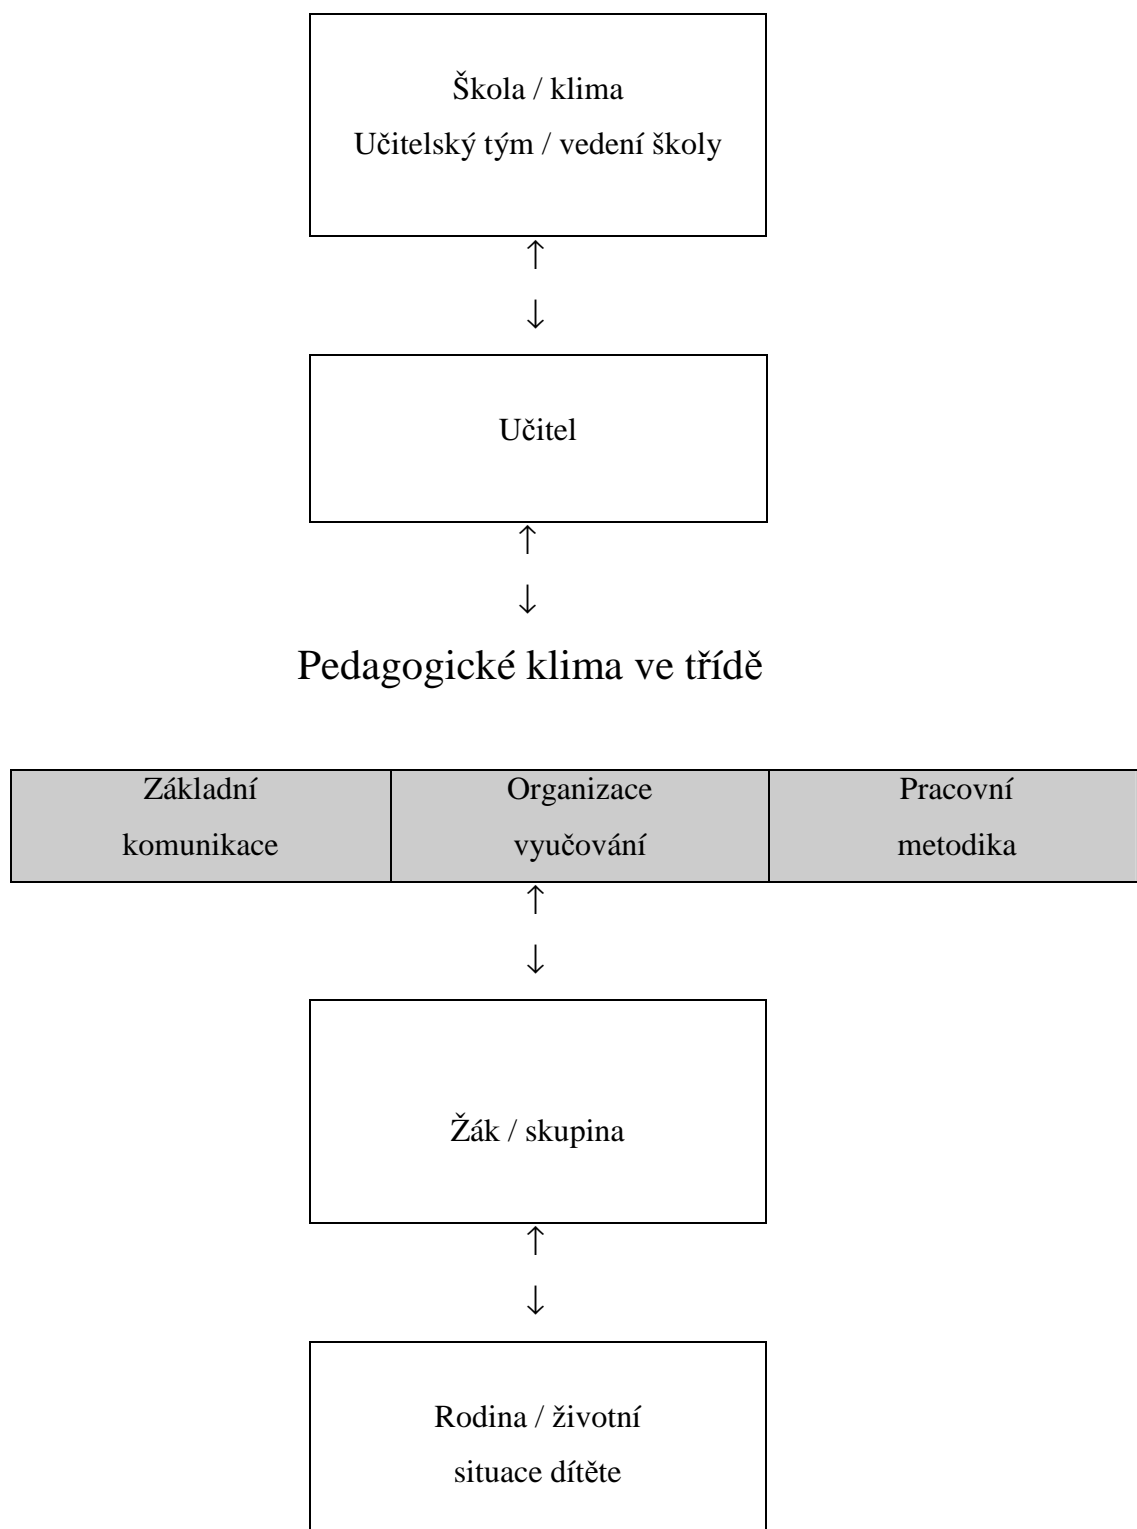 Škola / klima
Učitelský tým / vedení školy
↑
↓
Učitel
↑
↓
Pedagogické klima ve třídě
Základní Organizace Pracovní
komunikace vyučování metodika
↑
↓
Žák / skupina
↑
↓
Rodina / životní
situace dítěte